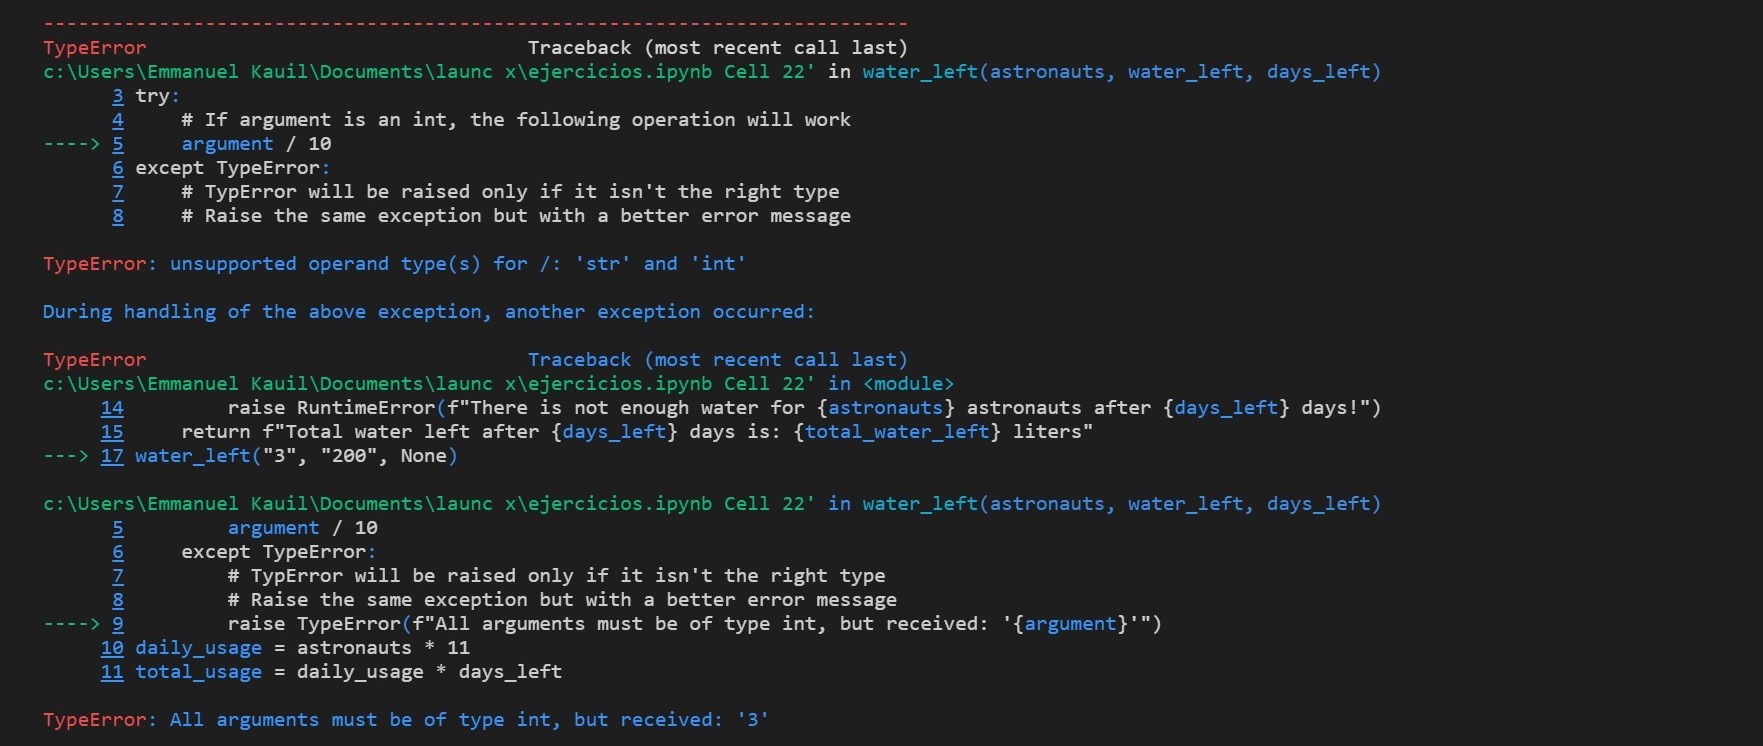 ---------------------------------------------------------------------------
TypeError                                 Traceback (most recent call last)
c:\Users\Emmanuel Kauil\Documents\launc x\ejercicios.ipynb Cell 22' in water_left(astronauts, water_left, days_left)
      3 try:
      4     # If argument is an int, the following operation will work
----> 5     argument / 10
      6 except TypeError:
      7     # TypError will be raised only if it isn't the right type
      8     # Raise the same exception but with a better error message
TypeError: unsupported operand type(s) for /: 'str' and 'int'
During handling of the above exception, another exception occurred:
TypeError                                 Traceback (most recent call last)
c:\Users\Emmanuel Kauil\Documents\launc x\ejercicios.ipynb Cell 22' in <module>
     14         raise RuntimeError(f"There is not enough water for {astronauts} astronauts after {days_left} days!")
     15     return f"Total water left after {days_left} days is: {total_water_left} liters"
---> 17 water_left("3", "200", None)
c:\Users\Emmanuel Kauil\Documents\launc x\ejercicios.ipynb Cell 22' in water_left(astronauts, water_left, days_left)
      5         argument / 10
      6     except TypeError:
      7         # TypError will be raised only if it isn't the right type
      8         # Raise the same exception but with a better error message
----> 9         raise TypeError(f"All arguments must be of type int, but received: '{argument}'")
     10 daily_usage = astronauts * 11
     11 total_usage = daily_usage * days_left
TypeError: All arguments must be of type int, but received: '3'